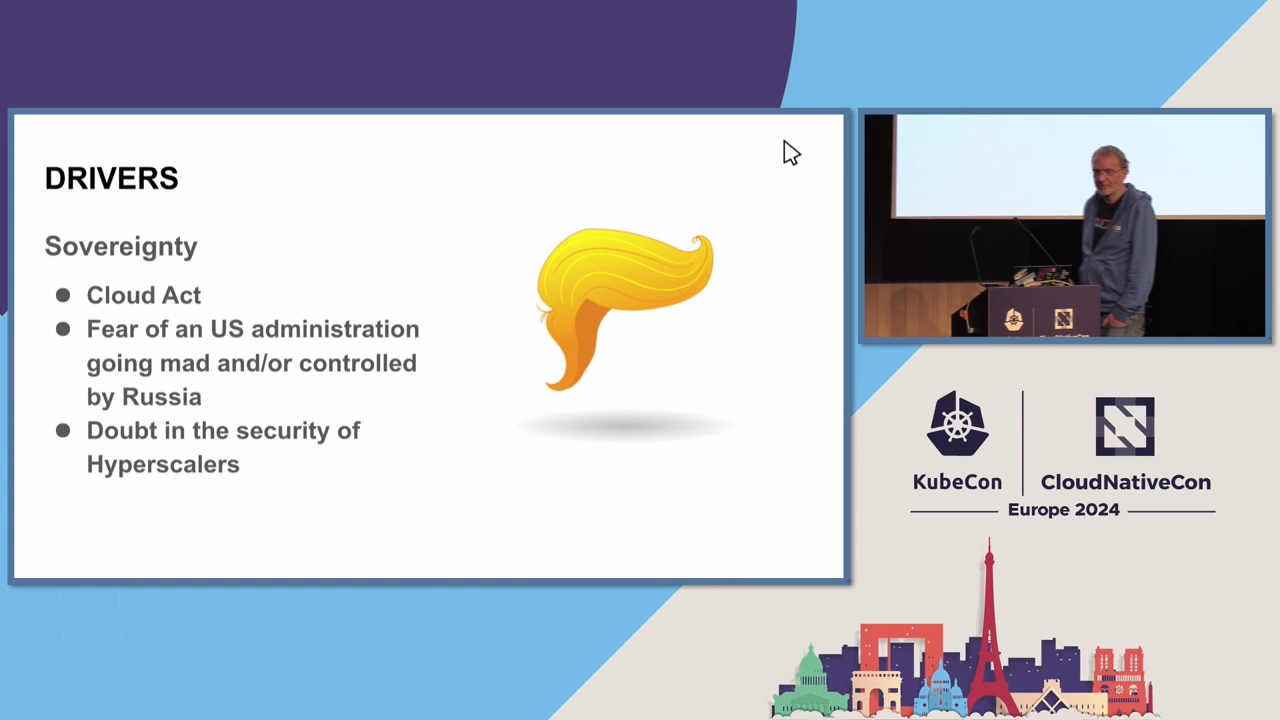 DRIVERS
Sovereignty
● Cloud Act
● Fear of an US administration
going mad and/or controlled
by Russia
● Doubt in the security of
Hyperscalers
KubeCon
CloudNativeCon
Europe 2024